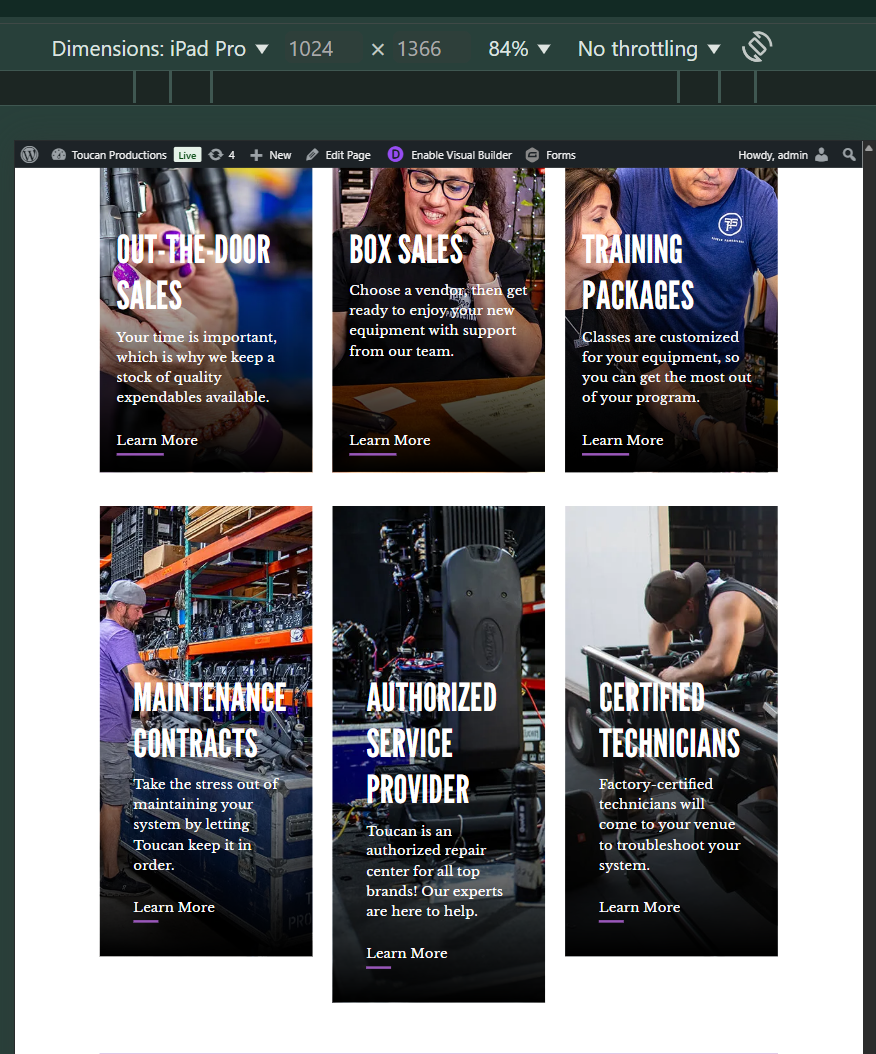 Dimensions: iPad Pro ▼ 1024 × 1366 84% ▼ No throttling ▼
Toucan Productions Live 4 New Edit Page D Enable Visual Builder Forms Howdy, admin
OUT-THE-DOOR
SALES
Your time is important,
which is why we keep a
stock of quality
expendables available.
Learn More
BOX SALES
Choose a vendor, then get
ready to enjoy your new
equipment with support
from our team.
Learn More
TRAINING
PACKAGES
Classes are customized
for your equipment, so
you can get the most out
of your program.
Learn More
MAINTENANCE
CONTRACTS
Take the stress out of
maintaining your
system by letting
Toucan keep it in
order.
Learn More
AUTHORIZED
SERVICE
PROVIDER
Toucan is an
authorized repair
center for all top
brands! Our experts
are here to help.
Learn More
CERTIFIED
TECHNICIANS
Factory-certified
technicians will
come to your venue
to troubleshoot your
system.
Learn More